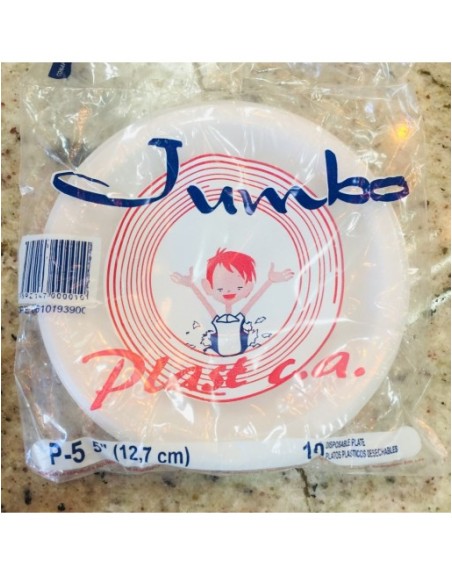 Jumbo
Plast c.a.
P-5 5" (12,7 cm)
10 DISPOSABLE PLATE
PLATOS PLASTICOS DESECHABLES